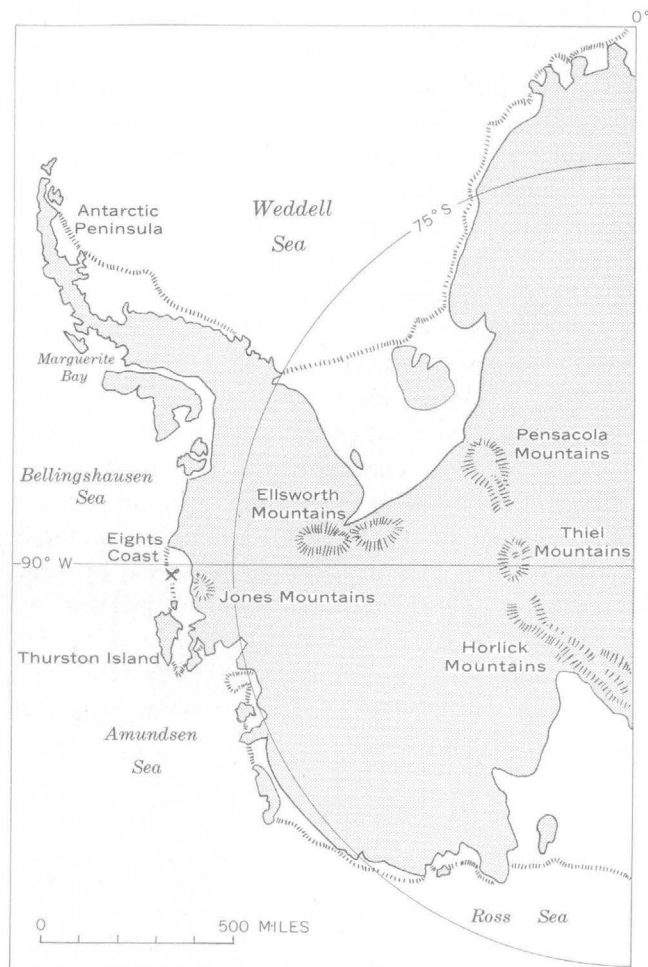 0°
Weddell
Sea
75° S
Antarctic
Peninsula
Marguerite
Bay
Bellingshausen
Sea
Pensacola
Mountains
Ellsworth
Mountains
Eights
Coast
Thiel
Mountains
90° W
Jones Mountains
Thurston Island
Horlick
Mountains
Amundsen
Sea
Ross Sea
0 500 MILES